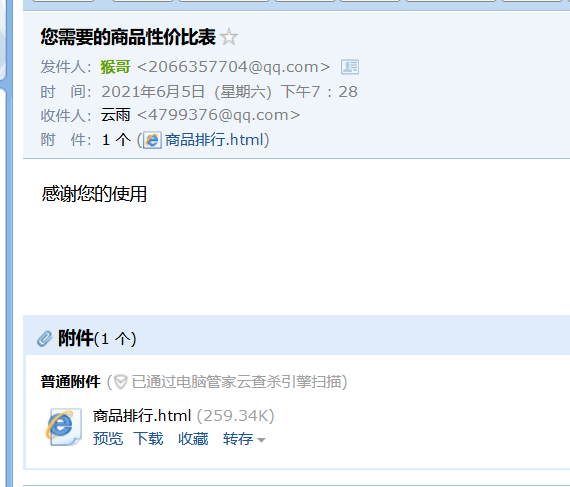 您需要的商品性价比表
发件人：猴哥 <2066357704@qq.com>
时 间：2021年6月5日（星期六）下午7：28
收件人：云雨 <4799376@qq.com>
附 件：1 个 (商品排行.html)
感谢您的使用
附件(1 个)
普通附件 (已通过电脑管家云查杀引擎扫描)
商品排行.html (259.34K)
预览 下载 收藏 转存